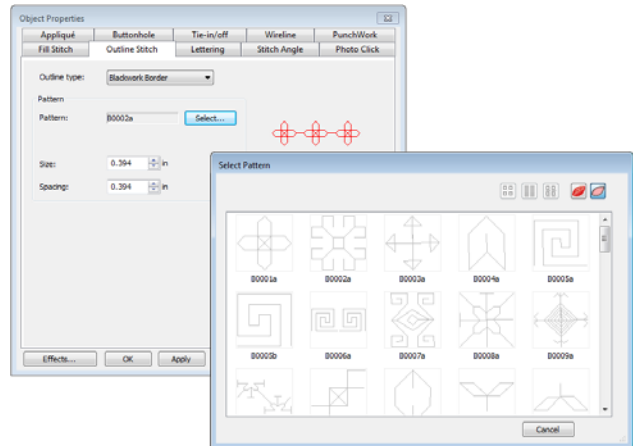 Object Properties
Appliqué Buttonhole Tie-in/off Wireline PunchWork
Fill Stitch Outline Stitch Lettering Stitch Angle Photo Click
Outline type: Blackwork Border
Pattern
Pattern: B0002a Select...
Size: 0.394 in
Spacing: 0.394 in
Effects... OK Apply
Select Pattern
B0001a B0002a B0003a B0004a B0005a
B0005b B0006a B0007a B0008a B0009a
Cancel